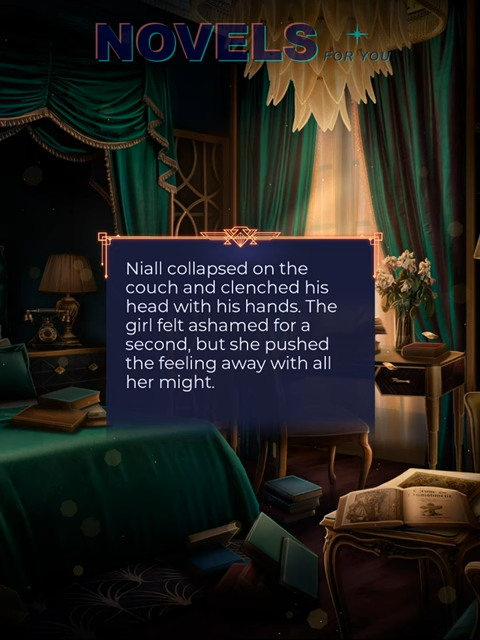 NOVELS
FOR YOU
Niall collapsed on the
couch and clenched his
head with his hands. The
girl felt ashamed for a
second, but she pushed
the feeling away with all
her might.